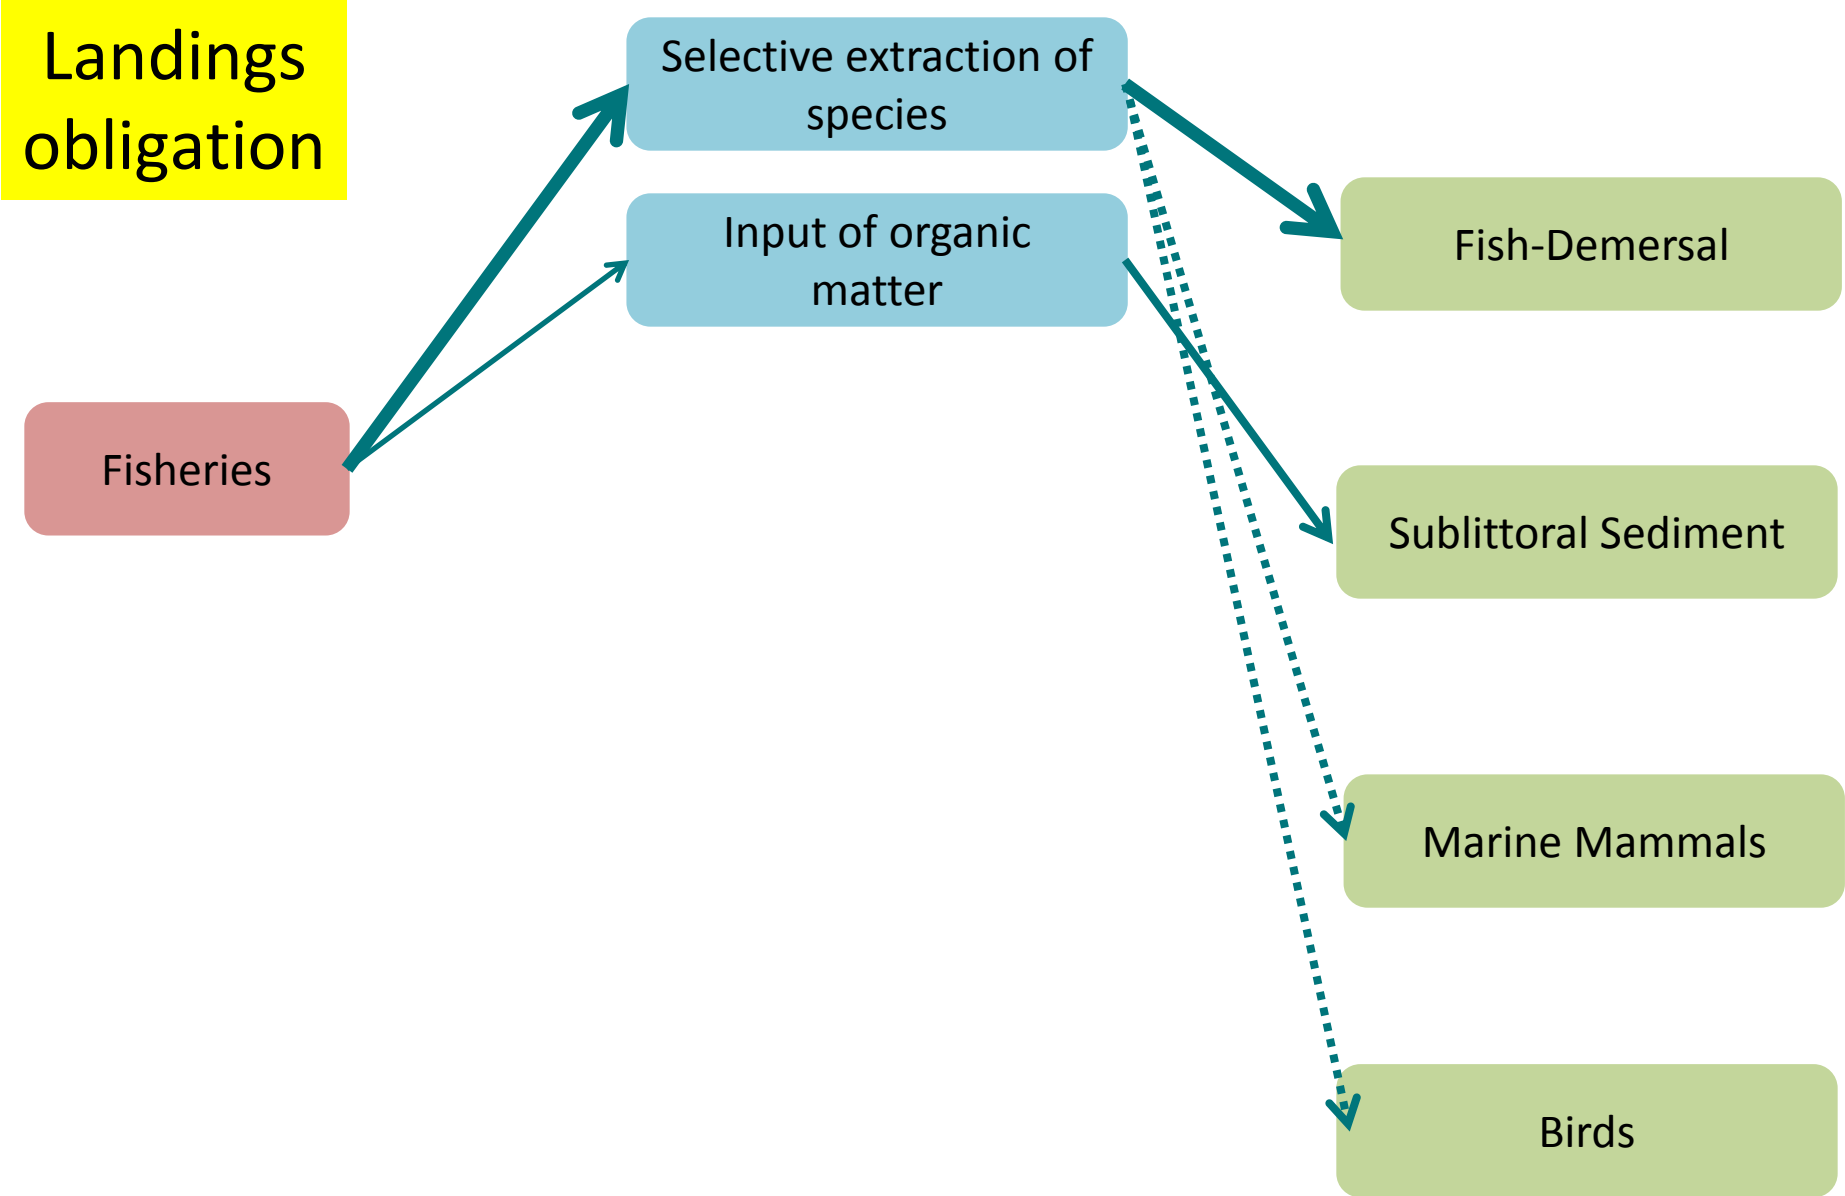 Landings
obligation
Selective extraction of
species
Input of organic
matter
Fish-Demersal
Fisheries
Sublittoral Sediment
Marine Mammals
Birds